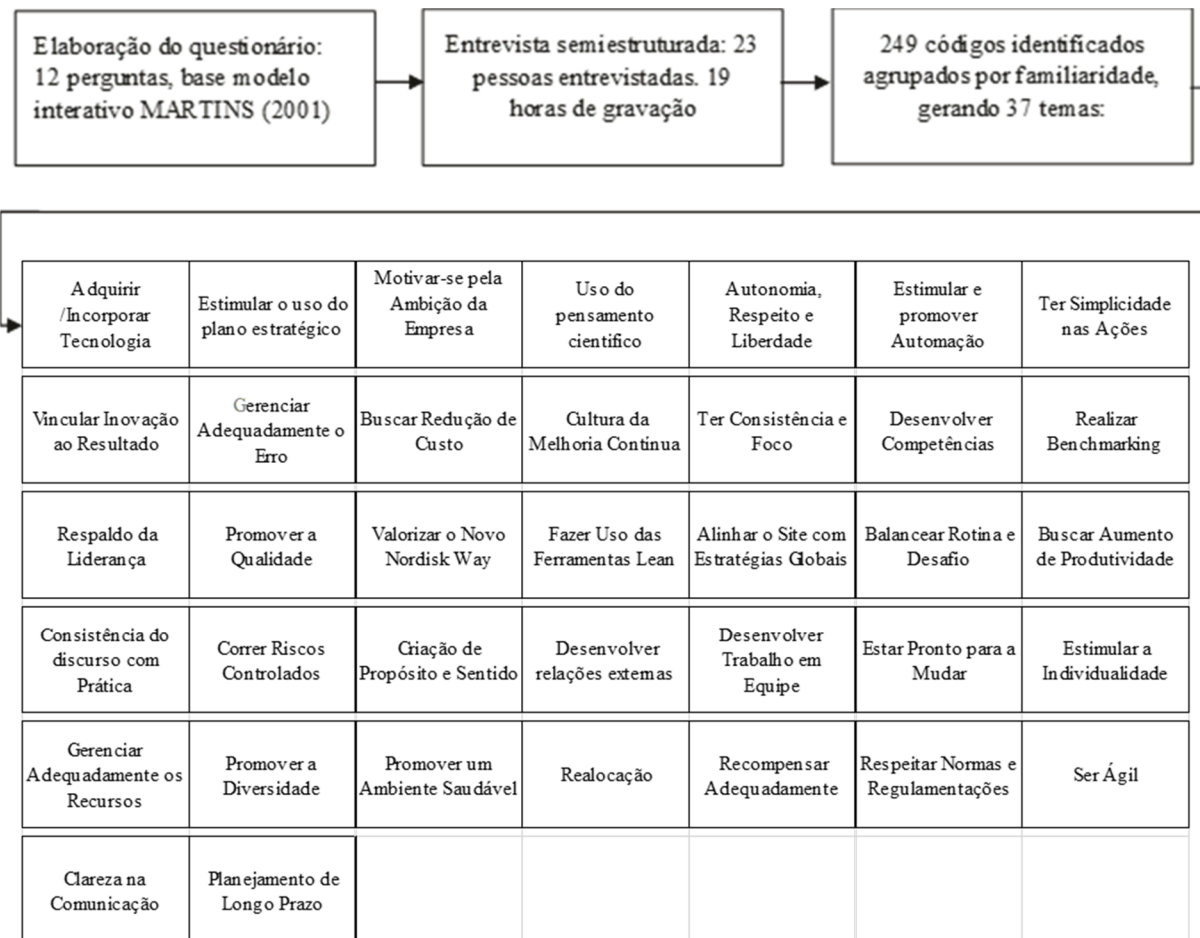 Elaboração do questionário:
12 perguntas, base modelo
interativo MARTINS (2001)
Entrevista semiestruturada: 23
pessoas entrevistadas. 19
horas de gravação
249 códigos identificados
agrupados por familiaridade,
gerando 37 temas:
Adquirir
/Incorporar
Tecnologia
Estimular o uso do
plano estratégico
Motivar-se pela
Ambição da
Empresa
Uso do
pensamento
cientifico
Autonomia,
Respeito e
Liberdade
Estimular e
promover
Automação
Ter Simplicidade
nas Ações
Vincular Inovação
ao Resultado
Gerenciar
Adequadamente o
Erro
Buscar Redução de
Custo
Cultura da
Melhoria Continua
Ter Consistência e
Foco
Desenvolver
Competências
Realizar
Benchmarking
Respaldo da
Liderança
Promover a
Qualidade
Valorizar o Novo
Nordisk Way
Fazer Uso das
Ferramentas Lean
Alinhar o Site com
Estratégias Globais
Balancear Rotina e
Desafio
Buscar Aumento
de Produtividade
Consistência do
discurso com
Prática
Correr Riscos
Controlados
Criação de
Propósito e Sentido
Desenvolver
relações externas
Desenvolver
Trabalho em
Equipe
Estar Pronto para a
Mudar
Estimular a
Individualidade
Gerenciar
Adequadamente os
Recursos
Promover a
Diversidade
Promover um
Ambiente Saudável
Realocação
Recompensar
Adequadamente
Respeitar Normas e
Regulamentações
Ser Ágil
Clareza na
Comunicação
Planejamento de
Longo Prazo